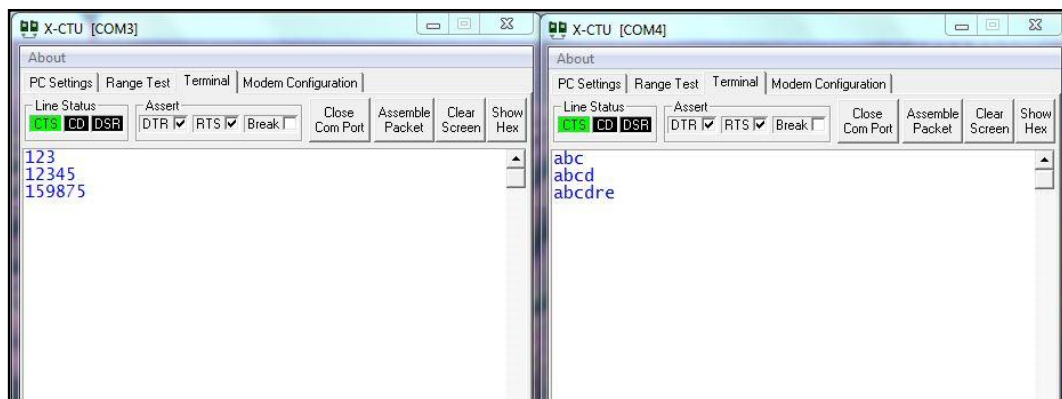 X-CTU [COM3]
About
PC Settings Range Test Terminal Modem Configuration
Line Status
CTS CD DSR
Assert
DTR RTS Break
Close Com Port
Assemble Packet
Clear Screen
Show Hex
123
12345
159875
X-CTU [COM4]
About
PC Settings Range Test Terminal Modem Configuration
Line Status
CTS CD DSR
Assert
DTR RTS Break
Close Com Port
Assemble Packet
Clear Screen
Show Hex
abc
abcd
abcdre